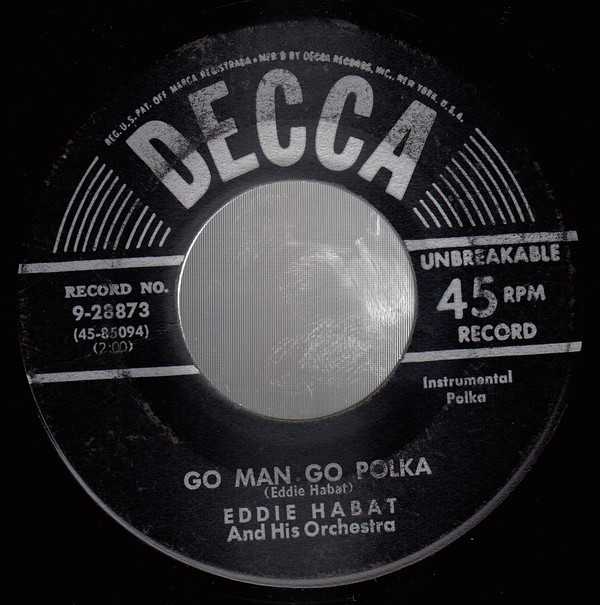 REG. U.S. PAT. OFF. MARCA REGISTRADA • MFR'D BY DECCA RECORDS, INC., NEW YORK, U.S.A.
DECCA
RECORD NO.
9-28873
(45-85094)
(2:00)
UNBREAKABLE
45 RPM
RECORD
Instrumental
Polka
GO MAN GO POLKA
(Eddie Habat)
EDDIE HABAT
And His Orchestra